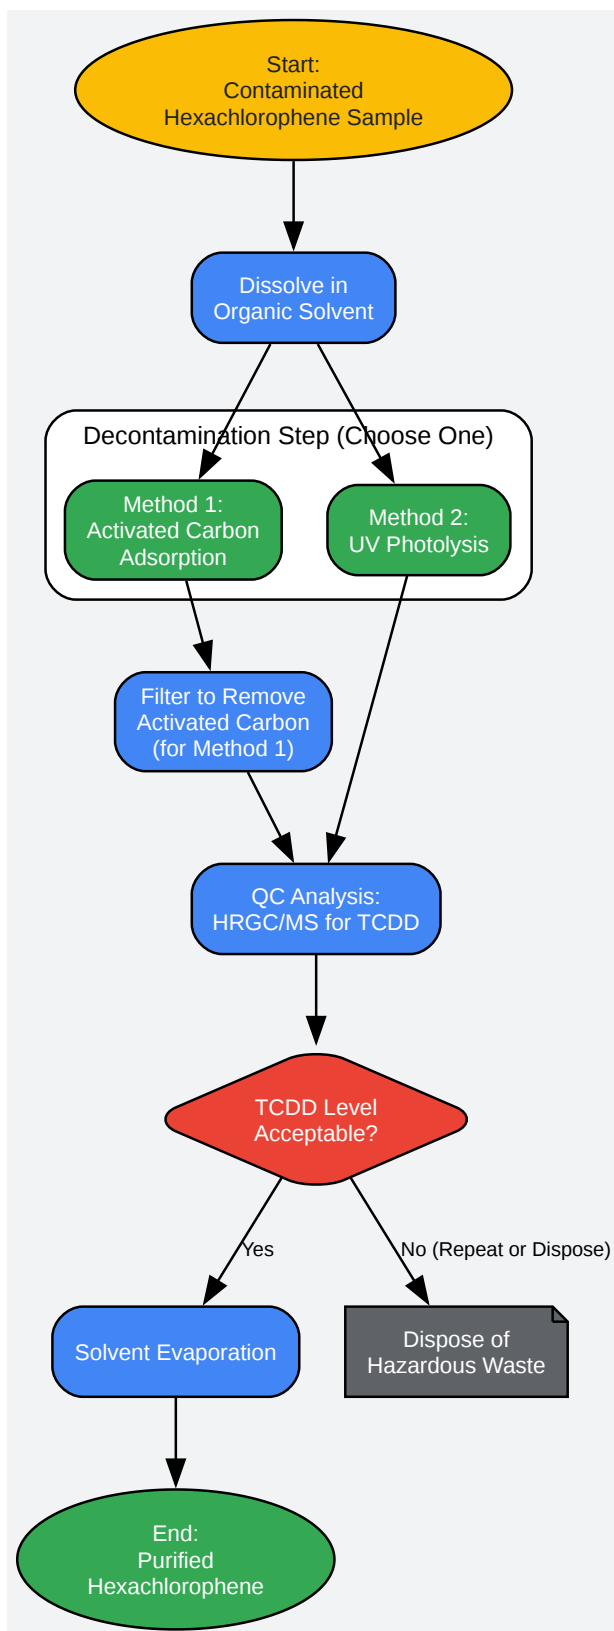 Start:
Contaminated
Hexachlorophene Sample
Dissolve in
Organic Solvent
Decontamination Step (Choose One)
Method 1:
Activated Carbon
Adsorption
Method 2:
UV Photolysis
Filter to Remove
Activated Carbon
(for Method 1)
QC Analysis:
HRGC/MS for TCDD
TCDD Level
Acceptable?
Yes
No (Repeat or Dispose)
Solvent Evaporation
Dispose of
Hazardous Waste
End:
Purified
Hexachlorophene